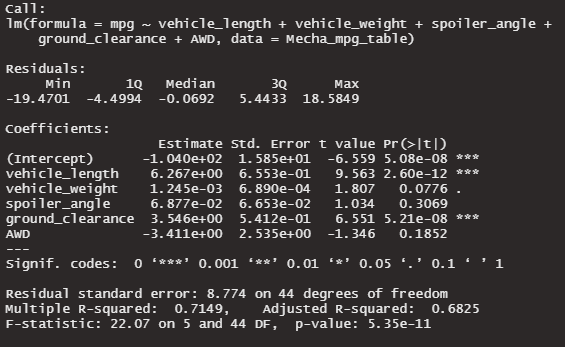 Call:
lm(formula = mpg ~ vehicle_length + vehicle_weight + spoiler_angle +
    ground_clearance + AWD, data = Mecha_mpg_table)

Residuals:
     Min       1Q   Median       3Q      Max
-19.4701  -4.4994  -0.0692   5.4433  18.5849

Coefficients:
                   Estimate Std. Error t value Pr(>|t|)
(Intercept)      -1.040e+02  1.585e+01  -6.559 5.08e-08 ***
vehicle_length    6.267e+00  6.553e-01   9.563 2.60e-12 ***
vehicle_weight    1.245e-03  6.890e-04   1.807   0.0776 .
spoiler_angle     6.877e-02  6.653e-02   1.034   0.3069
ground_clearance  3.546e+00  5.412e-01   6.551 5.21e-08 ***
AWD              -3.411e+00  2.535e+00  -1.346   0.1852
---
Signif. codes:  0 ‘***’ 0.001 ‘**’ 0.01 ‘*’ 0.05 ‘.’ 0.1 ‘ ’ 1

Residual standard error: 8.774 on 44 degrees of freedom
Multiple R-squared:  0.7149,    Adjusted R-squared:  0.6825
F-statistic: 22.07 on 5 and 44 DF,  p-value: 5.35e-11